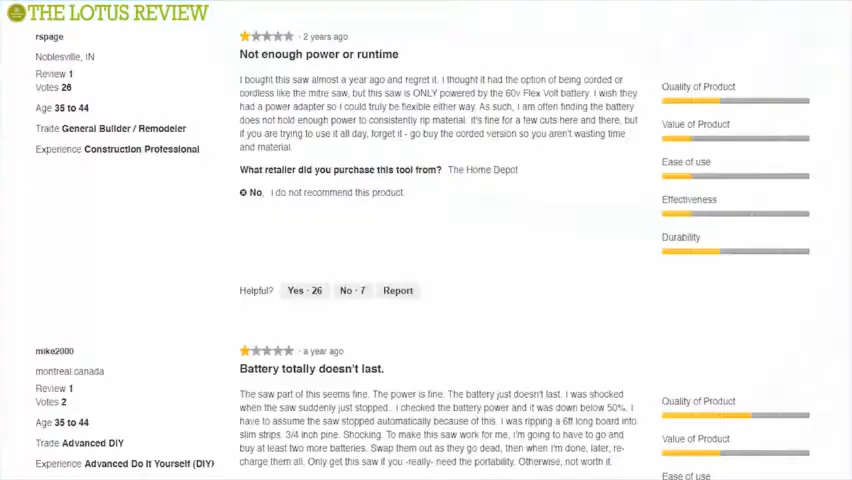 THE LOTUS REVIEW
rspage
Noblesville, IN
Review 1
Votes 26
Age 35 to 44
Trade General Builder / Remodeler
Experience Construction Professional
· 2 years ago
Not enough power or runtime
I bought this saw almost a year ago and regret it. I thought it had the option of being corded or
cordless like the mitre saw, but this saw is ONLY powered by the 60v Flex Volt battery. I wish they
had a power adapter so I could truly be flexible either way. As such, I am often finding the battery
does not hold enough power to consistently rip material. It's fine for a few cuts here and there, but
if you are trying to use it all day, forget it - go buy the corded version so you aren't wasting time
and material.
What retailer did you purchase this tool from? The Home Depot
No, I do not recommend this product.
Helpful? Yes · 26 No · 7 Report
Quality of Product
Value of Product
Ease of use
Effectiveness
Durability
mike2000
montreal canada
Review 1
Votes 2
Age 35 to 44
Trade Advanced DIY
Experience Advanced Do It Yourself (DIY)
· a year ago
Battery totally doesn't last.
The saw part of this seems fine. The power is fine. The battery just doesn't last. I was shocked
when the saw suddenly just stopped.. I checked the battery power and it was down below 50%. I
have to assume the saw stopped automatically because of this. I was ripping a 6ft long board into
slim strips. 3/4 inch pine. Shocking. To make this saw work for me, I'm going to have to go and
buy at least two more batteries. Swap them out as they go dead, then when I'm done, later, re-
charge them all. Only get this saw if you -really- need the portability. Otherwise, not worth it.
Quality of Product
Value of Product
Ease of use